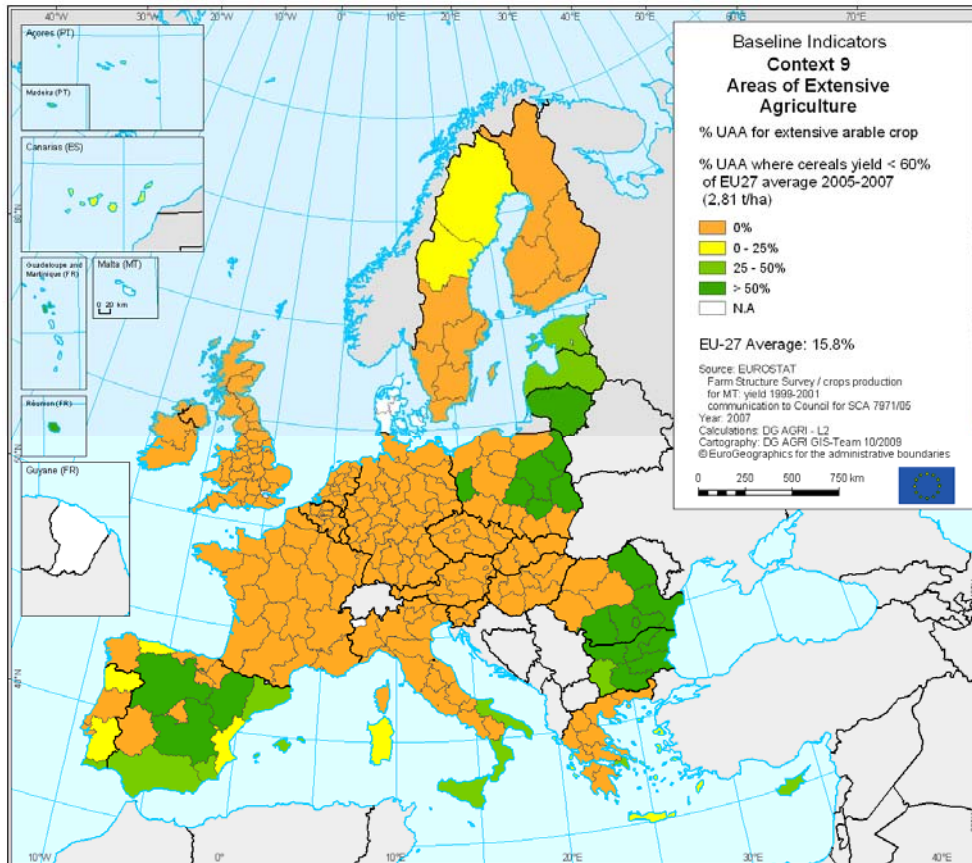 40°W 30°W 20°W 10°W 0° 10°E 20°E 30°E 40°E 50°E 60°E 70°E
Açores (PT)
Madeira (PT)
Canarias (ES)
Guadeloupe and
Martinique (FR)
Malta (MT)
0 20 km
Réunion (FR)
Guyane (FR)
Baseline Indicators
Context 9
Areas of Extensive
Agriculture
% UAA for extensive arable crop
% UAA where cereals yield < 60%
of EU27 average 2005-2007
(2,81 t/ha)
0%
0 - 25%
25 - 50%
> 50%
N.A
EU-27 Average: 15.8%
Source: EUROSTAT
Farm Structure Survey / crops production
for MT: yield 1999-2001
communication to Council for SCA 7971/05
Year: 2007
Calculations: DG AGRI - L2
Cartography: DG AGRI GIS-Team 10/2009
© EuroGeographics for the administrative boundaries
0 250 500 750 km
40°N
10°W 0° 10°E 20°E 30°E 40°E